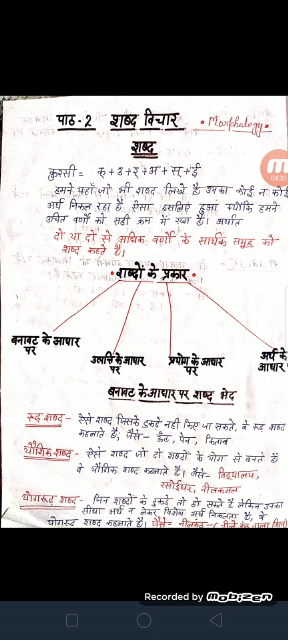 पाठ-2 शब्द विचार • Morphology •
शब्द
कुरसी = क्+उ+र्+अ+स्+ई
हमने यहाँ जो भी शब्द लिखे हैं उनका कोई न कोई
अर्थ निकल रहा है ऐसा इसलिए हुआ क्योंकि हमने
उचित वर्णों को सही क्रम में रखा है। अर्थात
दो या दो से अधिक वर्णों के सार्थक समूह को
शब्द कहते हैं।
शब्दों के प्रकार
बनावट के आधार पर
उत्पत्ति के आधार पर
प्रयोग के आधार पर
अर्थ के आधार पर
बनावट के आधार पर शब्द भेद
रूढ़ शब्द - ऐसे शब्द जिसके टुकड़े नहीं किए जा सकते, वे रूढ़ शब्द
कहलाते हैं, जैसे- पेन, किताब
यौगिक शब्द - ऐसे शब्द जो दो शब्दों के योग से बनते हैं
वे यौगिक शब्द कहलाते हैं। जैसे- विद्यालय,
रसोईघर, नीलकमल
योगरूढ़ शब्द - जिन शब्दों के टुकड़े तो हो सकते हैं लेकिन उनका
सीधा अर्थ न लेकर विशेष अर्थ निकलता है, वे
योगरूढ़ शब्द कहलाते हैं। जैसे- नीलकंठ - (नीले कंठ वाला शिव)
04:00
Recorded by mobizen